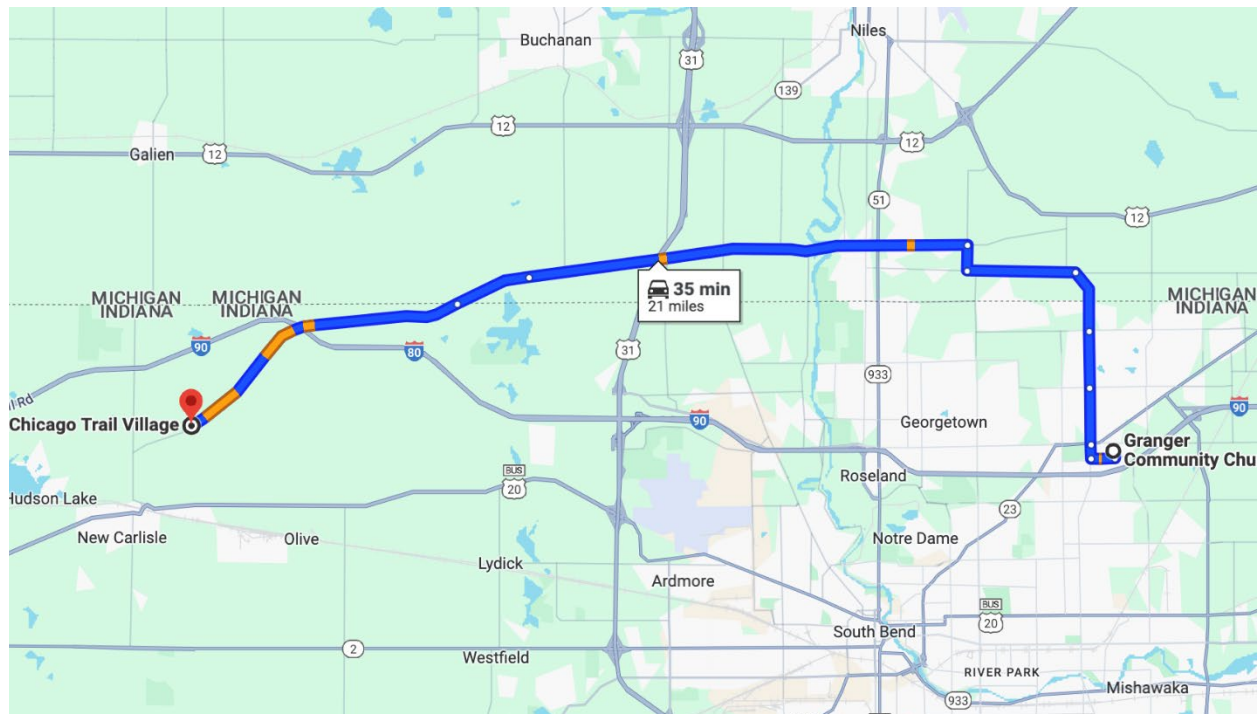 Buchanan
Niles
31
139
12
12
12
Galien
51
12
35 min
21 miles
MICHIGAN
INDIANA
MICHIGAN
INDIANA
MICHIGAN
INDIANA
90
80
31
933
90
Georgetown
90
Chicago Trail Village
Granger
Community Chu
BUS
20
Roseland
Hudson Lake
New Carlisle
Olive
23
Notre Dame
Lydick
Ardmore
BUS
20
South Bend
2
Westfield
RIVER PARK
Mishawaka
933